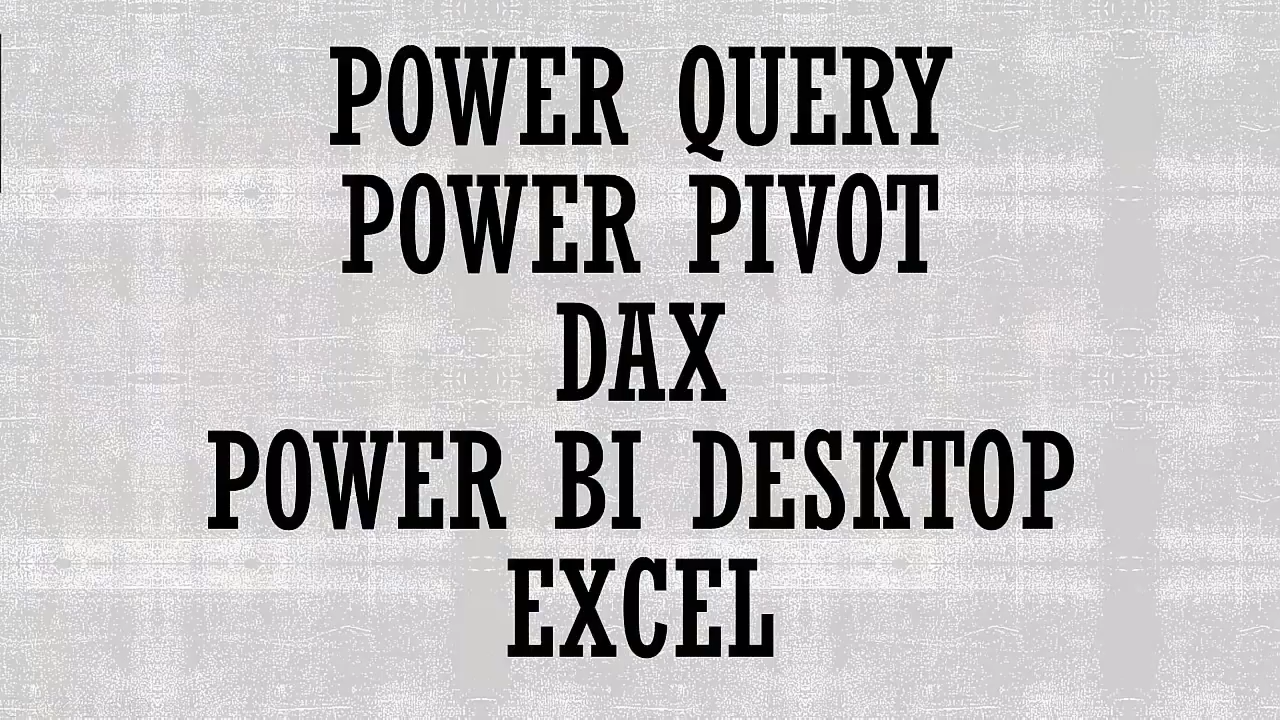 POWER QUERY
POWER PIVOT
DAX
POWER BI DESKTOP
EXCEL